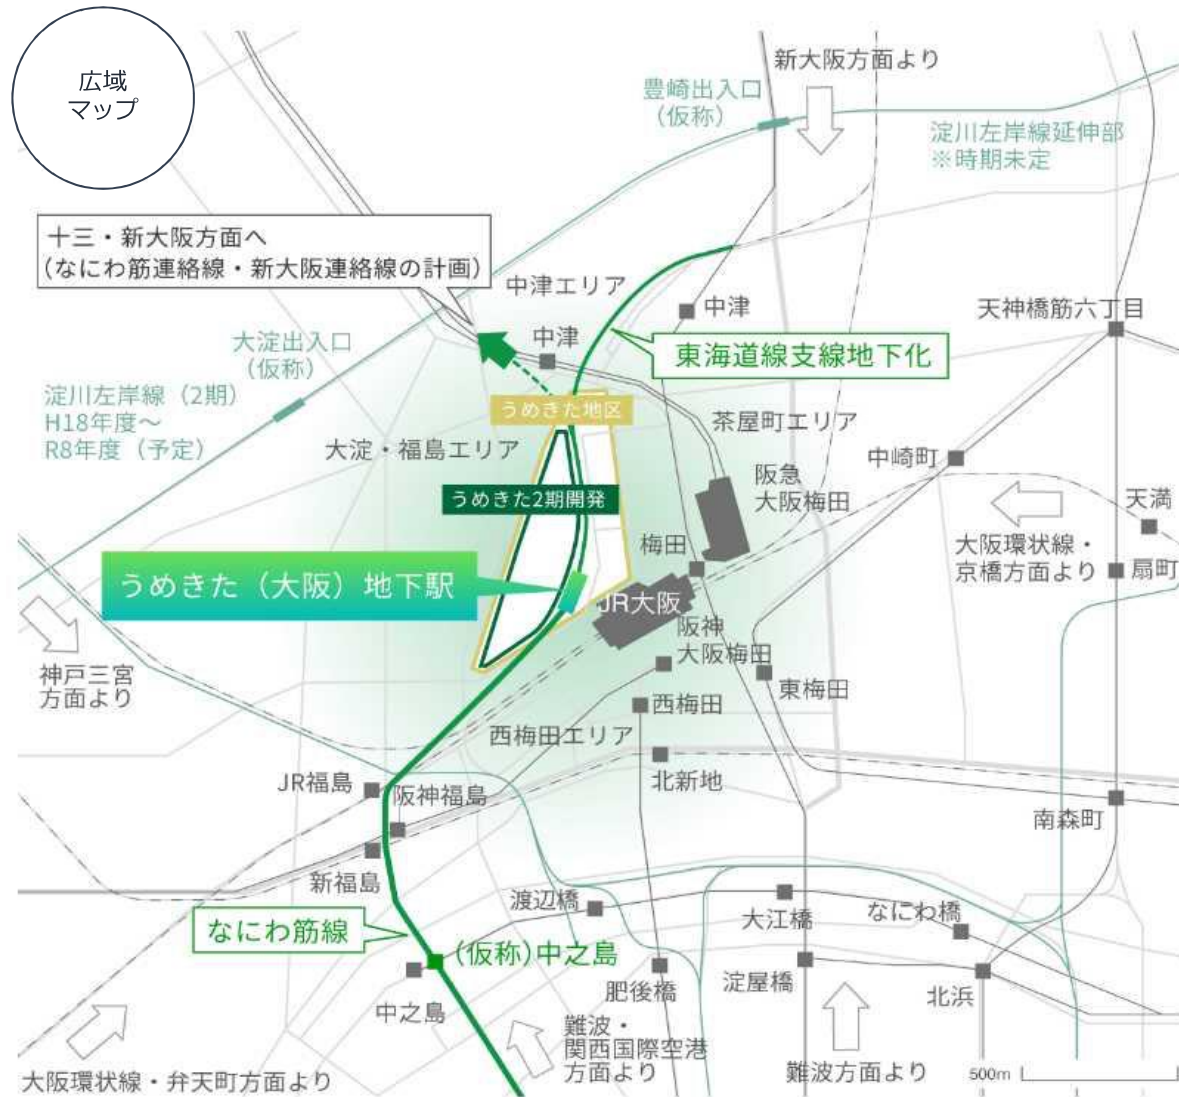 広域
マップ
新大阪方面より
豊崎出入口
（仮称）
淀川左岸線延伸部
※時期未定
十三・新大阪方面へ
（なにわ筋連絡線・新大阪連絡線の計画）
中津エリア
中津
中津
天神橋筋六丁目
大淀出入口
（仮称）
東海道線支線地下化
淀川左岸線（2期）
H18年度～
R8年度（予定）
うめきた地区
茶屋町エリア
大淀・福島エリア
中崎町
阪急
大阪梅田
うめきた2期開発
天満
梅田
大阪環状線・
京橋方面より
扇町
うめきた（大阪）地下駅
JR大阪
阪神
大阪梅田
神戸三宮
方面より
東梅田
西梅田
西梅田エリア
北新地
JR福島
阪神福島
南森町
新福島
渡辺橋
大江橋
なにわ橋
なにわ筋線
（仮称）中之島
中之島
肥後橋
淀屋橋
北浜
難波・
関西国際空港
方面より
難波方面より
500m
大阪環状線・弁天町方面より